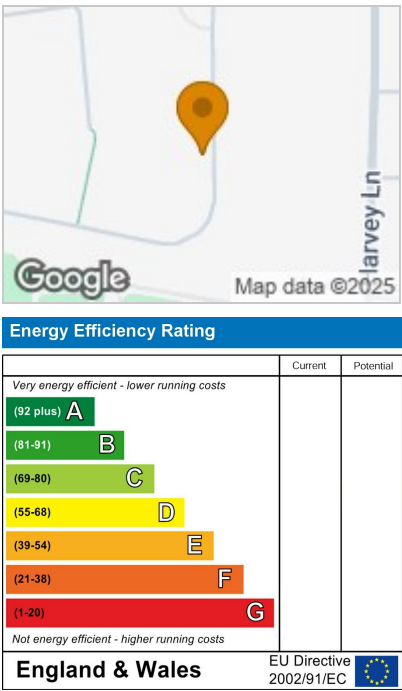 Harvey Ln
Google
Map data ©2025
Energy Efficiency Rating
Current Potential
Very energy efficient - lower running costs
(92 plus) A
(81-91) B
(69-80) C
(55-68) D
(39-54) E
(21-38) F
(1-20) G
Not energy efficient - higher running costs
England & Wales
EU Directive
2002/91/EC